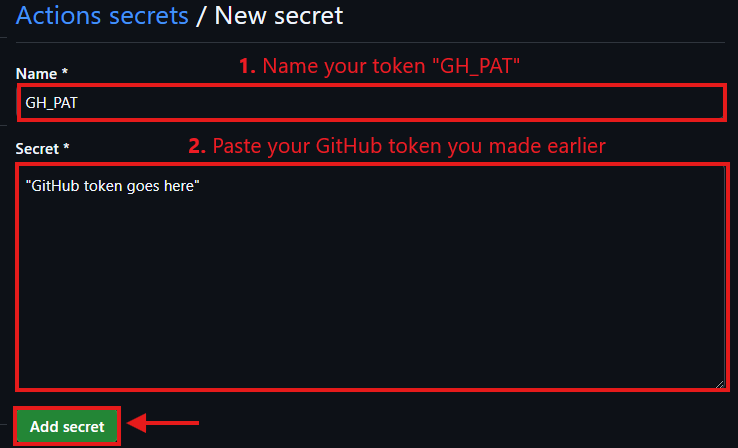 Actions secrets / New secret
1. Name your token "GH_PAT"
Name *
GH_PAT
2. Paste your GitHub token you made earlier
Secret *
"GitHub token goes here"
Add secret